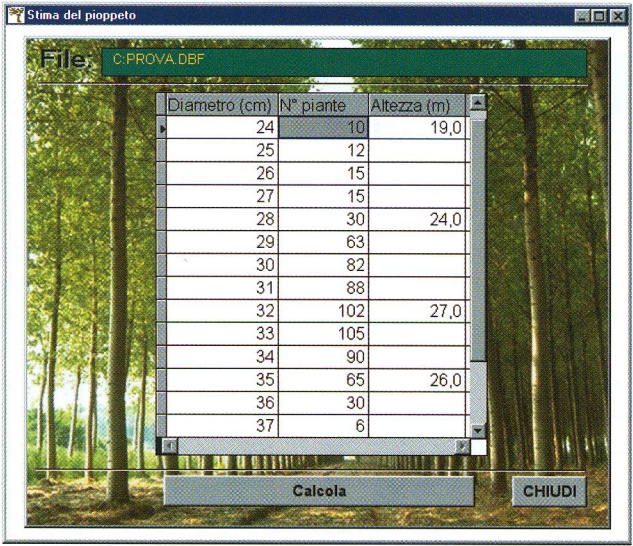 Stima del pioppeto
File: C:PROVA.DBF
Diametro (cm) N° piante Altezza (m)
24 10 19,0
25 12
26 15
27 15
28 30 24,0
29 63
30 82
31 88
32 102 27,0
33 105
34 90
35 65 26,0
36 30
37 6
Calcola CHIUDI